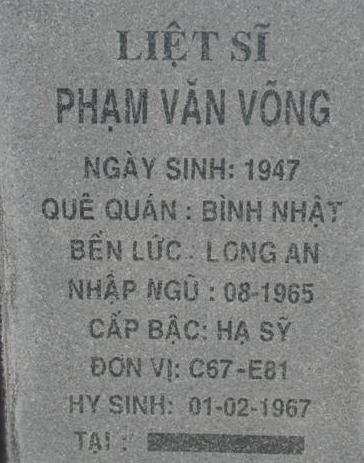 LIỆT SĨ
PHẠM VĂN VÕNG
NGÀY SINH: 1947
QUÊ QUÁN : BÌNH NHẬT
BẾN LỨC : LONG AN
NHẬP NGŨ : 08-1965
CẤP BẬC: HẠ SỸ
ĐƠN VỊ: C67-E81
HY SINH: 01-02-1967
TẠI :